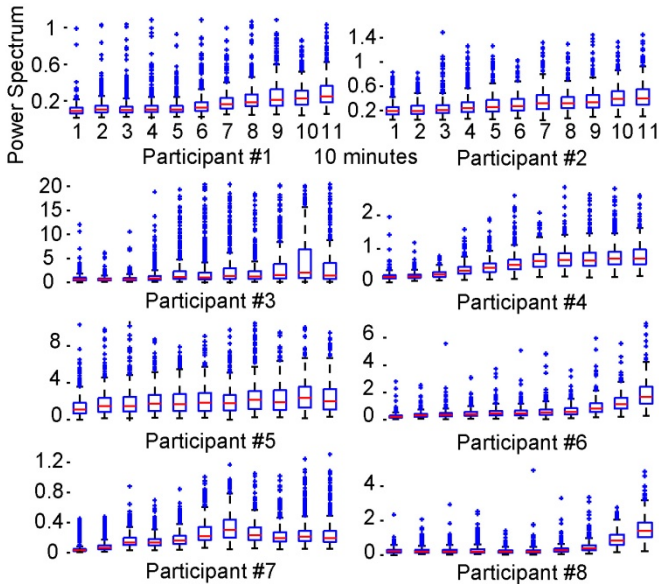 Power Spectrum
1
0.6
0.2
1 2 3 4 5 6 7 8 9 10 11
Participant #1
1.4
1
0.6
0.2
1 2 3 4 5 6 7 8 9 10 11
Participant #2
10 minutes
20
15
10
5
0
Participant #3
2
1
0
Participant #4
8
4
0
Participant #5
6
4
2
0
Participant #6
1.2
0.8
0.4
0
Participant #7
4
2
0
Participant #8